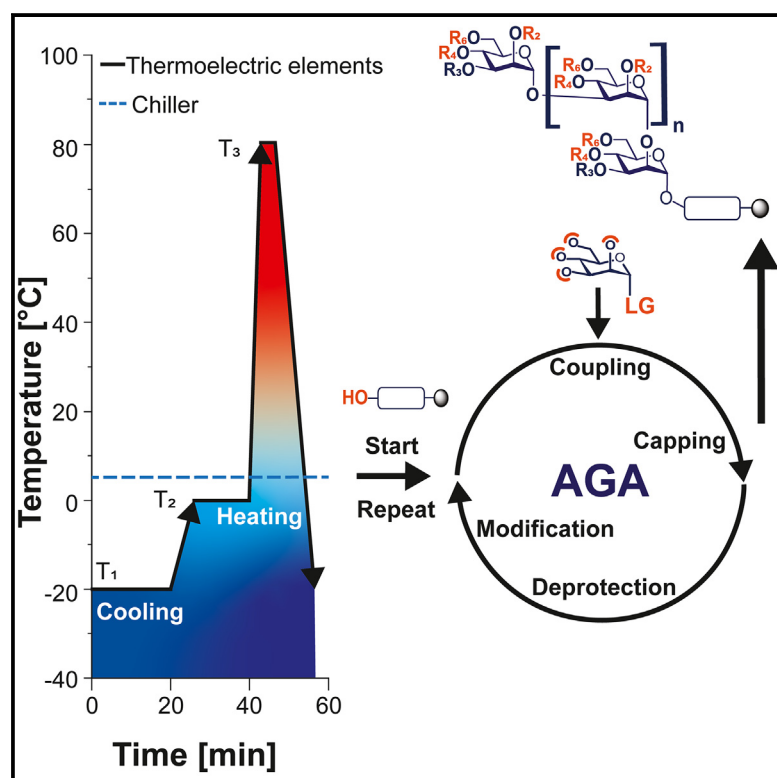 100
80
60
40
20
0
-20
-40
Temperature [°C]
Thermoelectric elements
Chiller
T₃
T₂
T₁
Heating
Cooling
0
20
40
60
Time [min]
R₆O
OR₂
R₄O
O
R₃O
O
R₆O
OR₂
R₄O
O
n
R₆O
O
R₄O
O
R₃O
O
O
O
O
O
O
LG
HO
Start
Repeat
Coupling
Capping
AGA
Modification
Deprotection